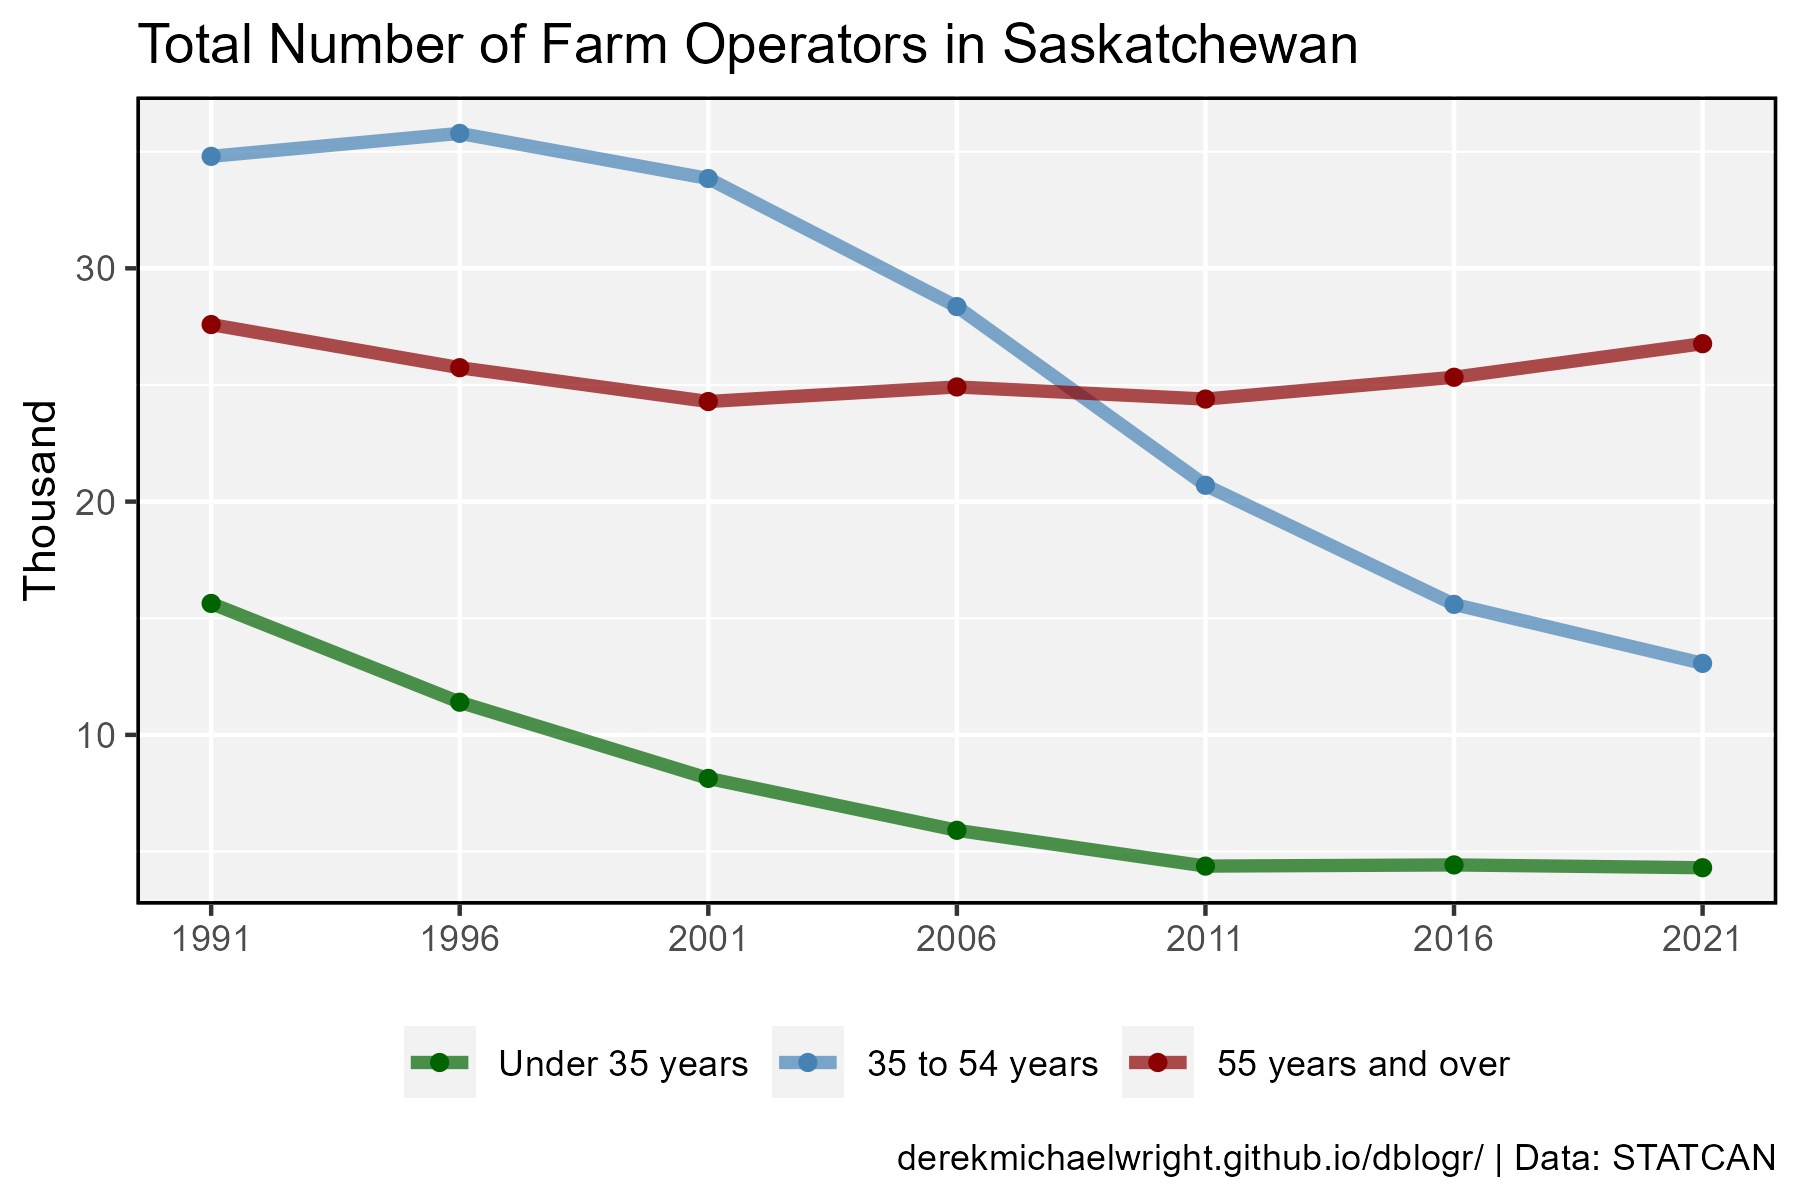 Total Number of Farm Operators in Saskatchewan
Thousand
30
20
10
1991 1996 2001 2006 2011 2016 2021
Under 35 years 35 to 54 years 55 years and over
derekmichaelwright.github.io/dblogr/ | Data: STATCAN